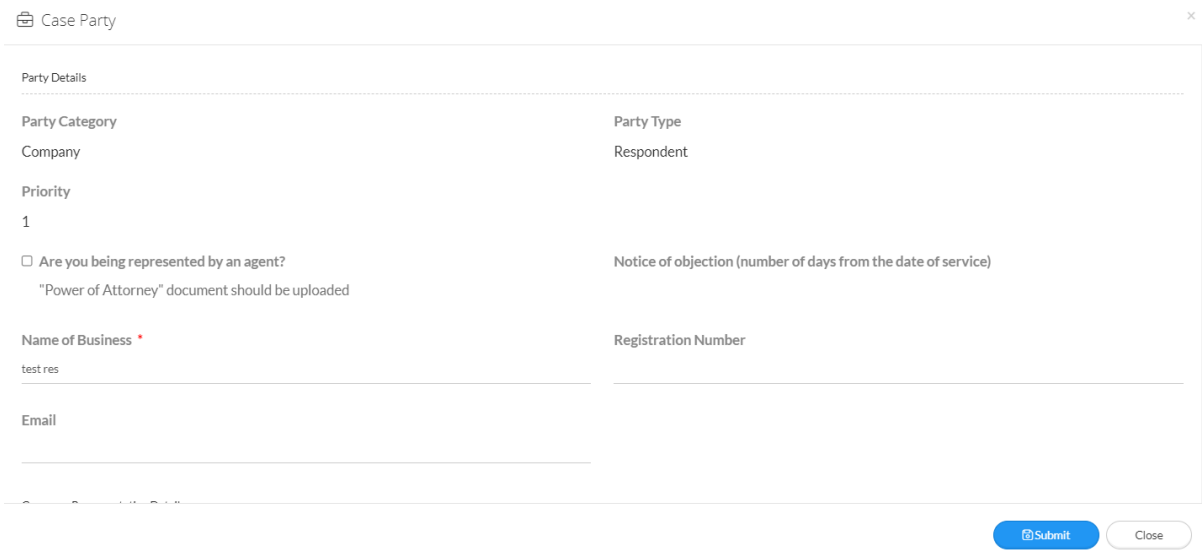 Case Party
×
Party Details
Party Category
Party Type
Company
Respondent
Priority
1
Are you being represented by an agent?
Notice of objection (number of days from the date of service)
"Power of Attorney" document should be uploaded
Name of Business *
Registration Number
test res
Email
Submit
Close